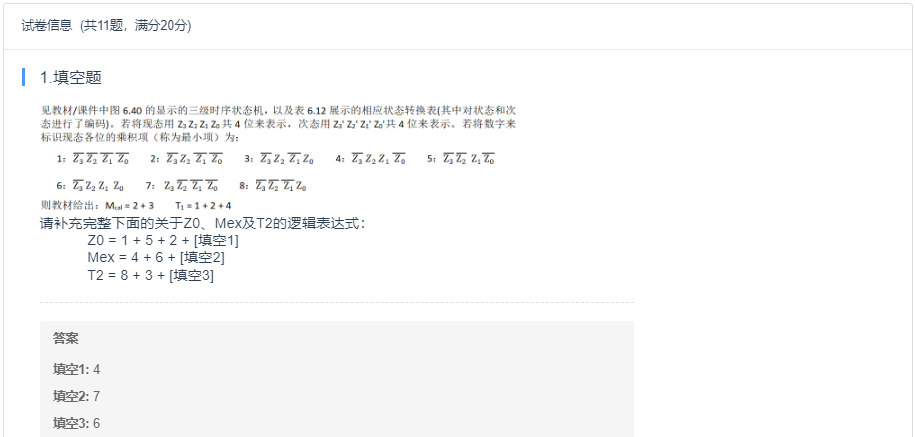 试卷信息 (共11题，满分20分)
1.填空题
见教材/课件中图 6.40 的显示的三级时序状态机，以及表 6.12 展示的相应状态转换表(其中对状态和次
态进行了编码)。若将现态用 Z₃ Z₂ Z₁ Z₀ 共 4 位来表示，次态用 Z₃' Z₂' Z₁' Z₀'共 4 位来表示。若将数字来
标识现态各位的乘积项（称为最小项）为:
1: Z̅₃ Z̅₂ Z̅₁ Z̅₀ 2: Z̅₃ Z₂ Z̅₁ Z̅₀ 3: Z̅₃ Z₂ Z̅₁ Z₀ 4: Z̅₃ Z₂ Z₁ Z̅₀ 5: Z̅₃ Z̅₂ Z₁ Z̅₀
6: Z̅₃ Z₂ Z₁ Z₀ 7: Z₃ Z̅₂ Z̅₁ Z̅₀ 8: Z̅₃ Z̅₂ Z̅₁ Z₀
则教材给出: Mcal = 2 + 3 T₁ = 1 + 2 + 4
请补充完整下面的关于Z0、Mex及T2的逻辑表达式：
Z0 = 1 + 5 + 2 + [填空1]
Mex = 4 + 6 + [填空2]
T2 = 8 + 3 + [填空3]
答案
填空1: 4
填空2: 7
填空3: 6